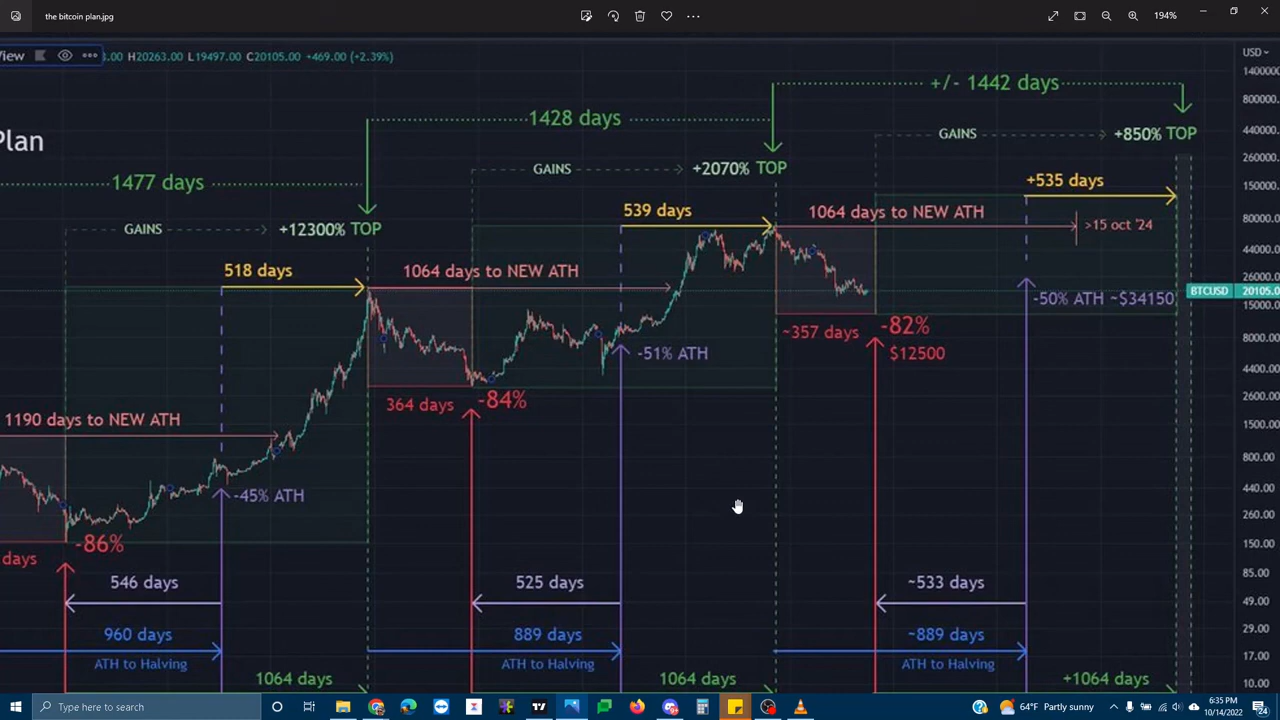 the bitcoin plan.jpg
194%
View
.00 H20263.00 L19497.00 C20105.00 +469.00 (+2.39%)
USD
1400000
+/- 1442 days
800000.
1428 days
440000.
GAINS
+850% TOP
Plan
260000.
GAINS
+2070% TOP
1477 days
+535 days
150000.
539 days
1064 days to NEW ATH
80000.0
GAINS
+12300% TOP
>15 oct '24
44000.0
518 days
1064 days to NEW ATH
26000.0
BTCUSD
20105.0
-50% ATH ~$34150
15000.0
~357 days
-82%
8000.00
-51% ATH
$12500
4400.00
364 days
-84%
2600.00
1190 days to NEW ATH
1500.00
800.00
-45% ATH
440.00
260.00
-86%
150.00
days
85.00
546 days
525 days
~533 days
49.00
29.00
960 days
889 days
~889 days
17.00
ATH to Halving
ATH to Halving
ATH to Halving
1064 days
1064 days
+1064 days
10.00
Type here to search
64°F Partly sunny
6:35 PM
10/14/2022
24